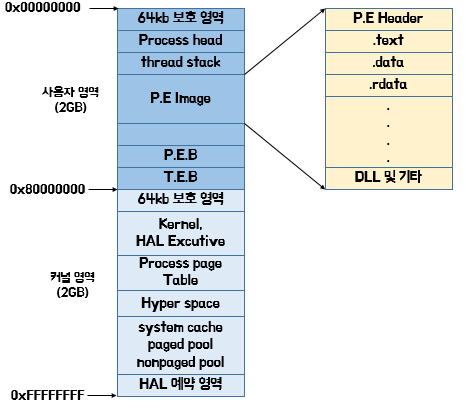 0x00000000
64kb 보호 영역
Process head
thread stack
P.E Image
P.E.B
T.E.B
사용자 영역
(2GB)
0x80000000
64kb 보호 영역
Kernel,
HAL Excutive
Process page
Table
Hyper space
system cache
paged pool
nonpaged pool
HAL 예약 영역
커널 영역
(2GB)
0xFFFFFFFF
P.E Header
.text
.data
.rdata
.
.
.
.
DLL 및 기타